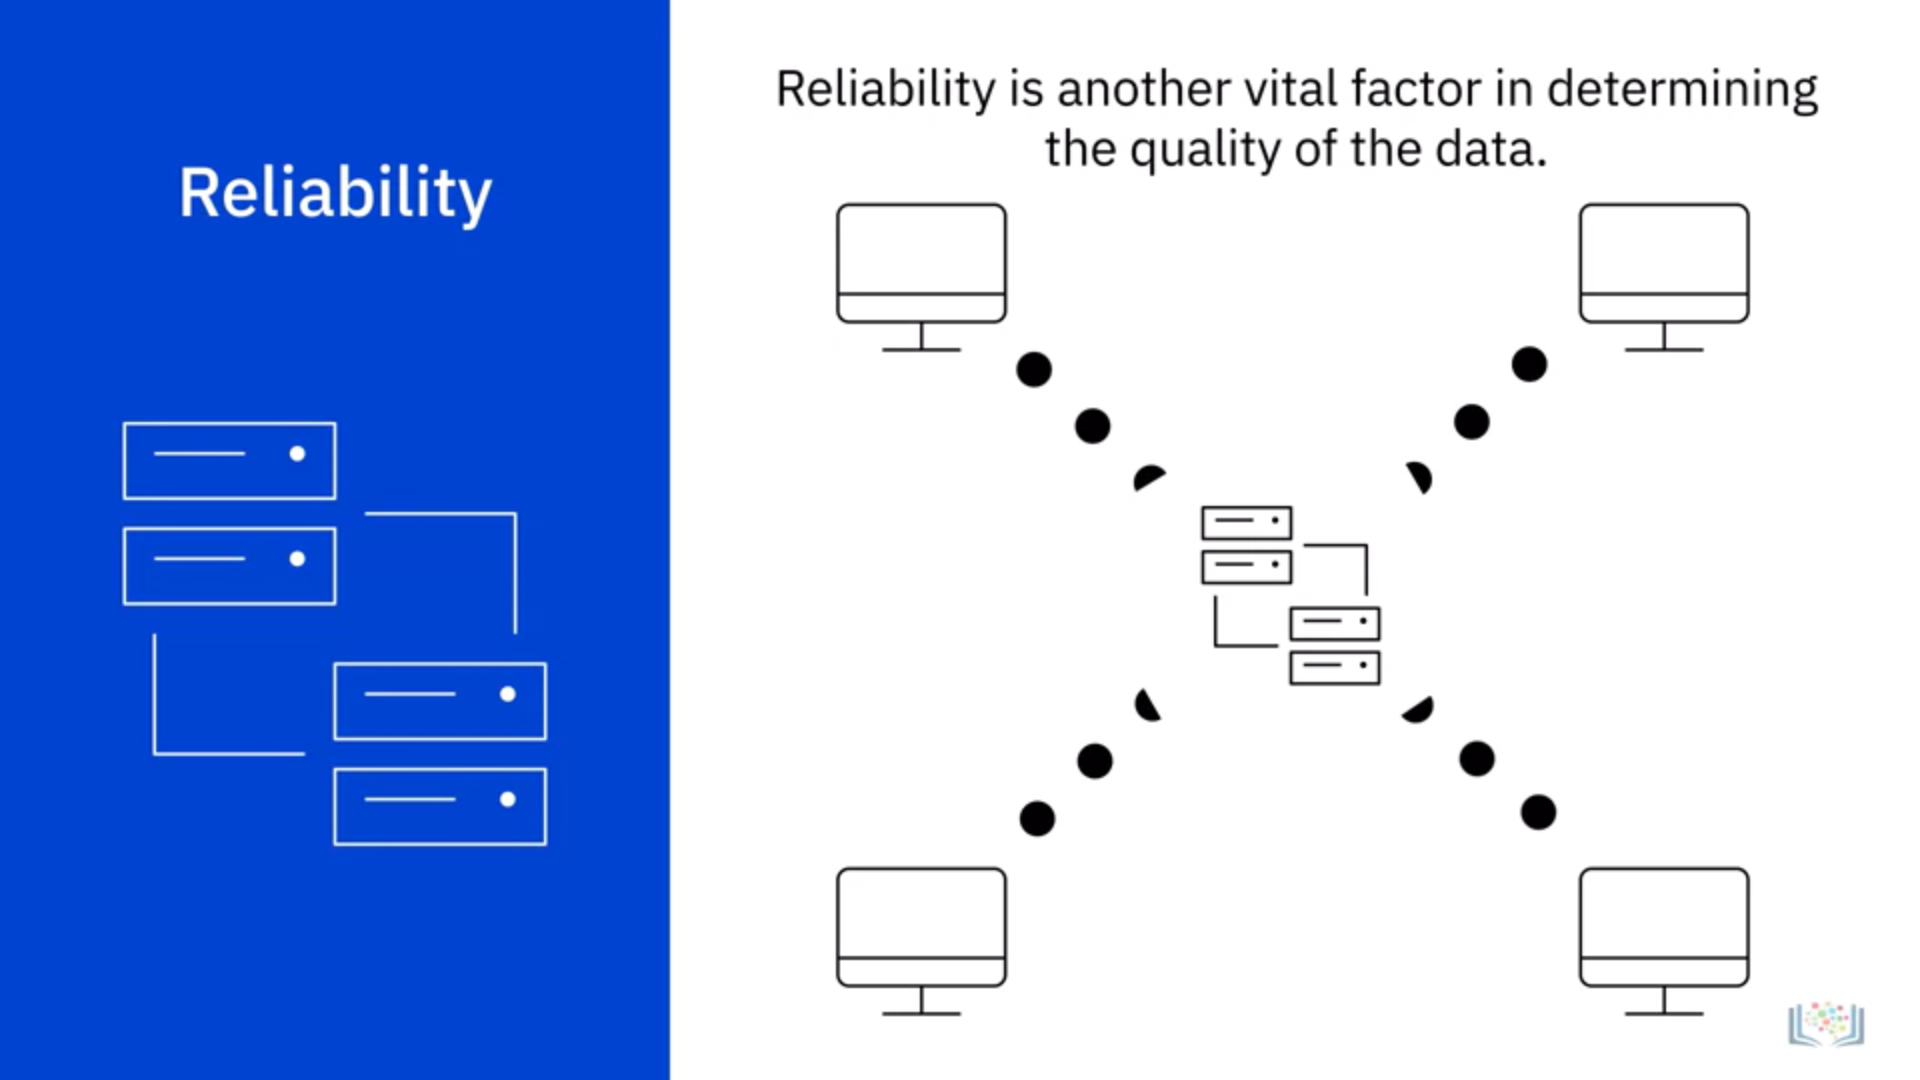 Reliability
Reliability is another vital factor in determining
the quality of the data.